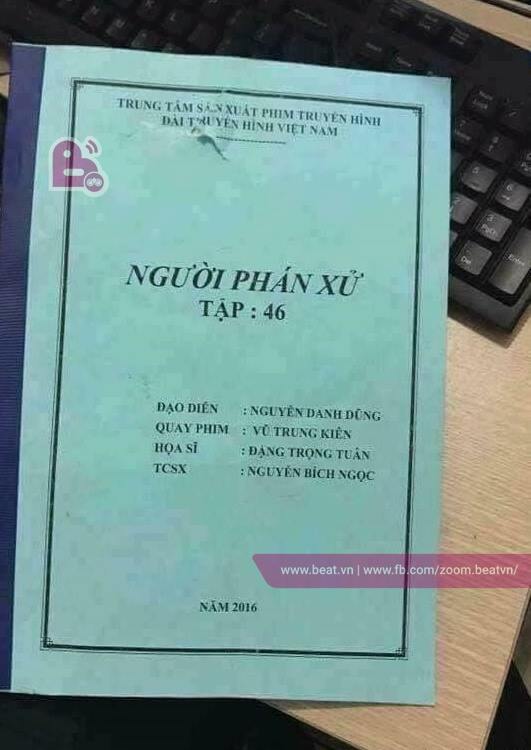 TRUNG TÂM SẢN XUẤT PHIM TRUYỀN HÌNH
ĐÀI TRUYỀN HÌNH VIỆT NAM
NGƯỜI PHÁN XỬ
TẬP : 46
ĐẠO DIỄN : NGUYỄN DANH DŨNG
QUAY PHIM : VŨ TRUNG KIÊN
HỌA SĨ : ĐẶNG TRỌNG TUÂN
TCSX : NGUYỄN BÍCH NGỌC
www.beat.vn | www.fb.com/zoom.beatvn/
NĂM 2016